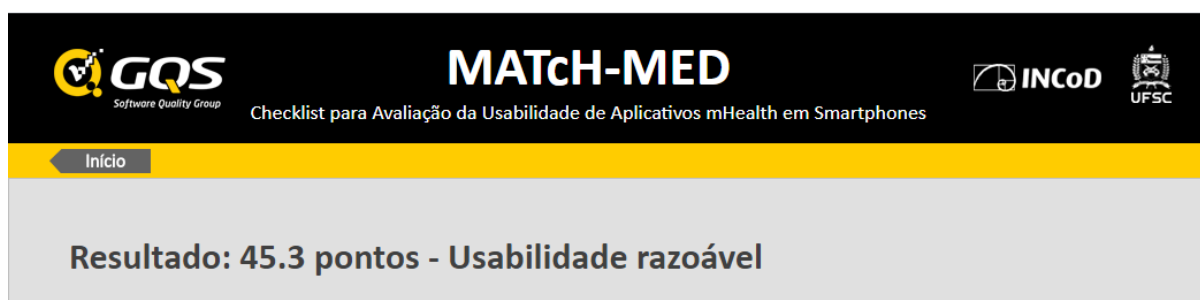 GQS
Software Quality Group
MATcH-MED
Checklist para Avaliação da Usabilidade de Aplicativos mHealth em Smartphones
INCoD
UFSC
Início
Resultado: 45.3 pontos - Usabilidade razoável